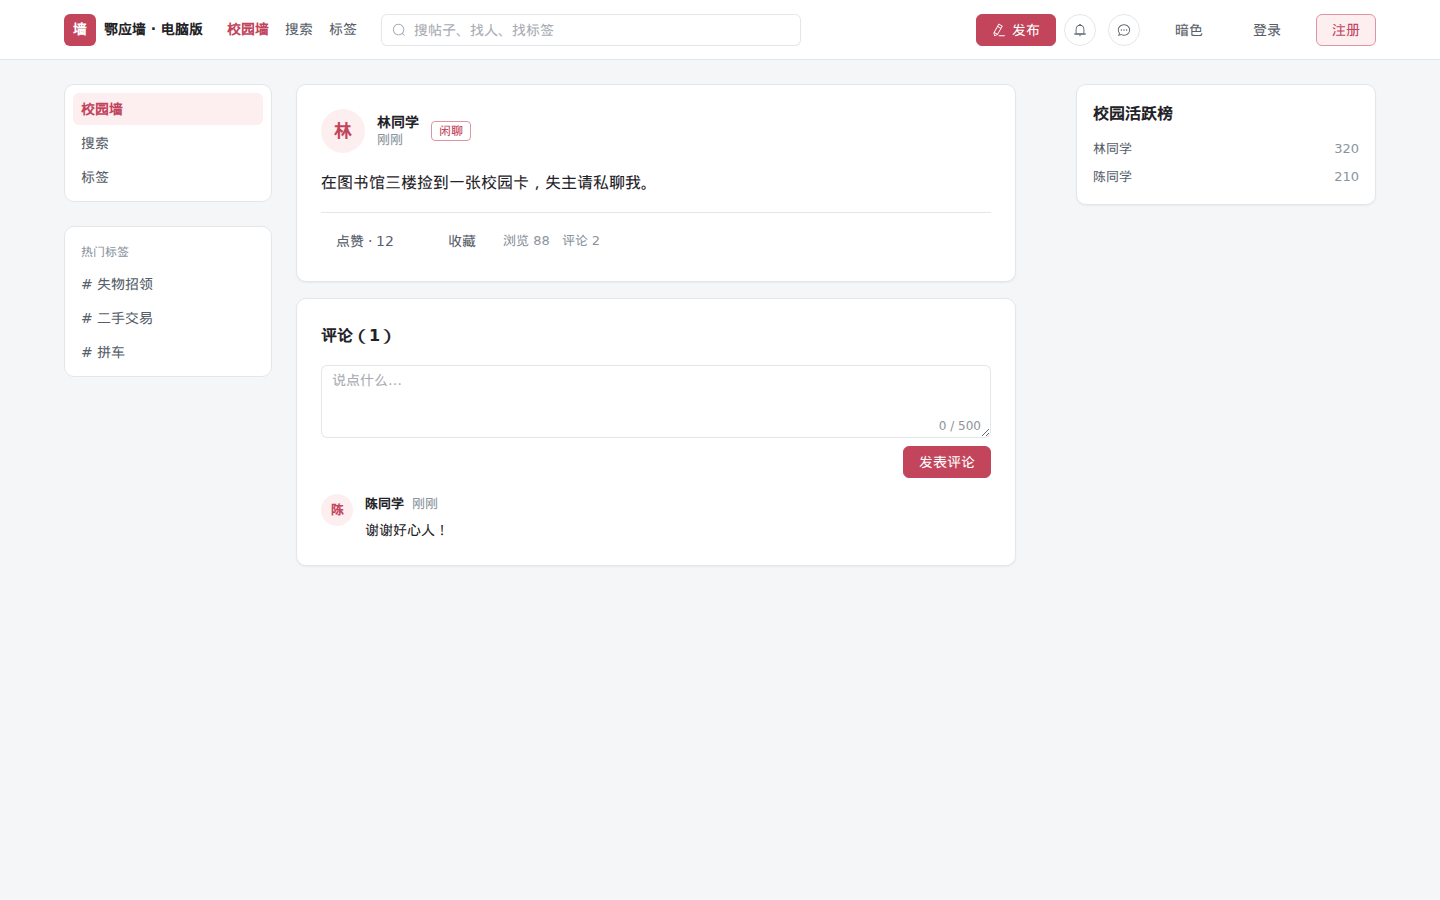 墙 鄂应墙 · 电脑版 校园墙 搜索 标签 搜帖子、找人、找标签 发布 暗色 登录 注册
校园墙
搜索
标签
热门标签
# 失物招领
# 二手交易
# 拼车
林 林同学 闲聊
刚刚
在图书馆三楼捡到一张校园卡，失主请私聊我。
点赞 · 12 收藏 浏览 88 评论 2
评论（1）
说点什么...
0 / 500
发表评论
陈 陈同学 刚刚
谢谢好心人！
校园活跃榜
林同学 320
陈同学 210